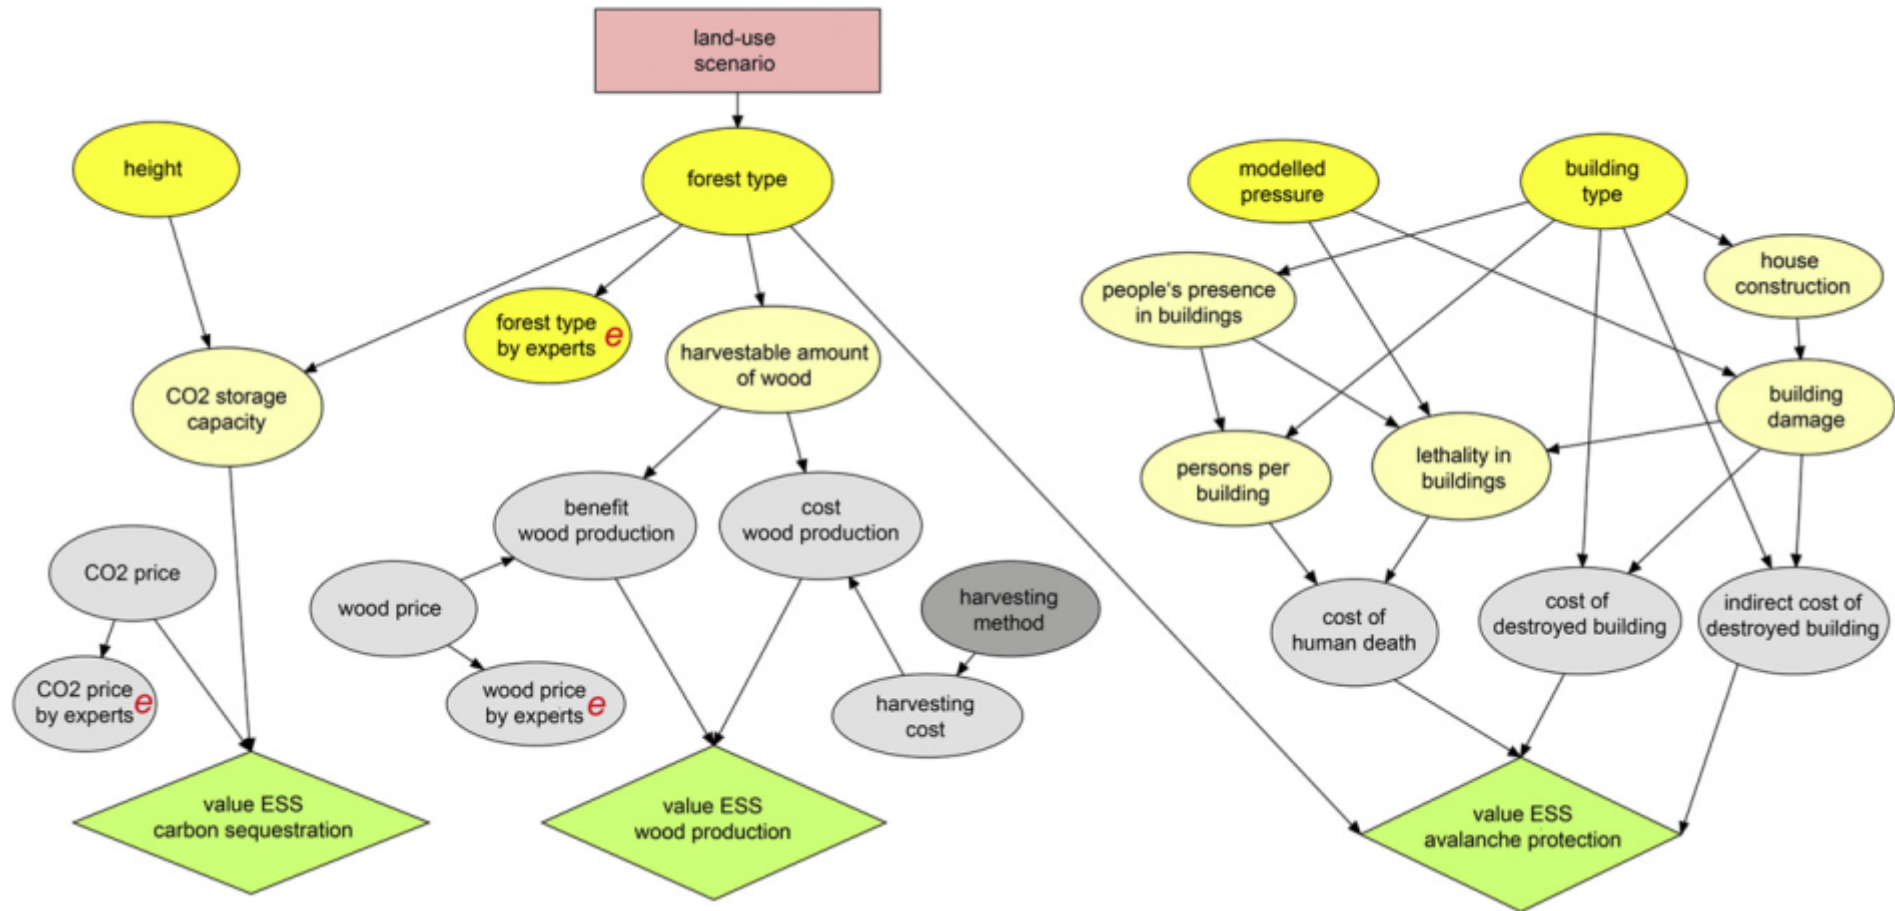 land-use
scenario
height
forest type
modelled
pressure
building
type
people's presence
in buildings
house
construction
forest type
by experts e
harvestable amount
of wood
CO2 storage
capacity
building
damage
persons per
building
lethality in
buildings
benefit
wood production
cost
wood production
CO2 price
wood price
harvesting
method
cost of
human death
cost of
destroyed building
indirect cost of
destroyed building
CO2 price
by experts e
wood price
by experts e
harvesting
cost
value ESS
carbon sequestration
value ESS
wood production
value ESS
avalanche protection